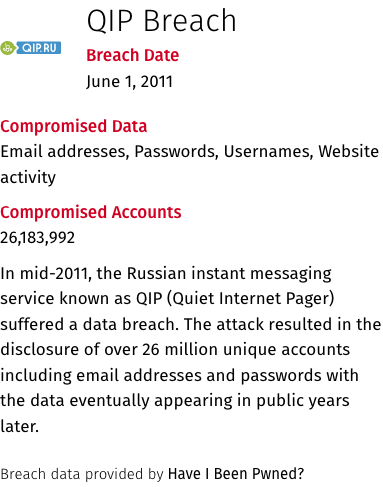 QIP Breach
QIP.RU
Breach Date
June 1, 2011
Compromised Data
Email addresses, Passwords, Usernames, Website
activity
Compromised Accounts
26,183,992
In mid-2011, the Russian instant messaging
service known as QIP (Quiet Internet Pager)
suffered a data breach. The attack resulted in the
disclosure of over 26 million unique accounts
including email addresses and passwords with
the data eventually appearing in public years
later.
Breach data provided by Have I Been Pwned?